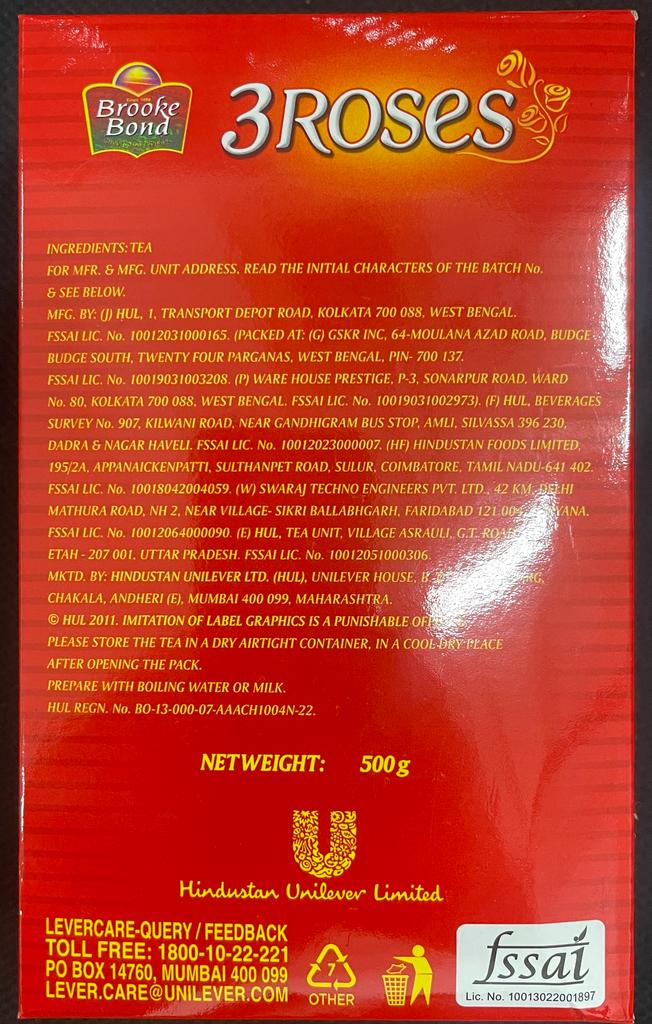 Brooke
Bond
3ROSES
INGREDIENTS: TEA
FOR MFR. & MFG. UNIT ADDRESS, READ THE INITIAL CHARACTERS OF THE BATCH No.
& SEE BELOW.
MFG. BY: (J) HUL, 1, TRANSPORT DEPOT ROAD, KOLKATA 700 088, WEST BENGAL.
FSSAI LIC. No. 10012031000165. (PACKED AT: (G) GSKR INC, 64-MOULANA AZAD ROAD, BUDGE-
BUDGE SOUTH, TWENTY FOUR PARGANAS, WEST BENGAL, PIN- 700 137.
FSSAI LIC. No. 10019031003208. (P) WARE HOUSE PRESTIGE, P-3, SONARPUR ROAD, WARD
No. 80, KOLKATA 700 088, WEST BENGAL. FSSAI LIC. No. 10019031002973). (F) HUL, BEVERAGES
SURVEY No. 907, KILWANI ROAD, NEAR GANDHIGRAM BUS STOP, AMLI, SILVASSA 396 230,
DADRA & NAGAR HAVELI. FSSAI LIC. No. 10012023000007. (HF) HINDUSTAN FOODS LIMITED,
195/2A, APPANAICKENPATTI, SULTHANPET ROAD, SULUR, COIMBATORE, TAMIL NADU-641 402.
FSSAI LIC. No. 10018042004059. (W) SWARAJ TECHNO ENGINEERS PVT. LTD., 42 KM, DELHI
MATHURA ROAD, NH 2, NEAR VILLAGE- SIKRI BALLABHGARH, FARIDABAD 121
FSSAI LIC. No. 10012064000090. (E) HUL, TEA UNIT, VILLAGE ASRAULI, G.T. ROAD
ETAH - 207 001, UTTAR PRADESH. FSSAI LIC. No. 10012051000306.
MKTD. BY: HINDUSTAN UNILEVER LTD. (HUL), UNILEVER HOUSE,
CHAKALA, ANDHERI (E), MUMBAI 400 099, MAHARASHTRA.
© HUL 2011. IMITATION OF LABEL GRAPHICS IS A PUNISHABLE
PLEASE STORE THE TEA IN A DRY AIRTIGHT CONTAINER, IN A COOL DRY PLACE
AFTER OPENING THE PACK.
PREPARE WITH BOILING WATER OR MILK.
HUL REGN. No. BO-13-000-07-AAACH1004N-22.
NET WEIGHT: 500 g
Hindustan Unilever Limited
LEVERCARE-QUERY / FEEDBACK
TOLL FREE: 1800-10-22-221
PO BOX 14760, MUMBAI 400 099
LEVER.CARE@UNILEVER.COM
7
OTHER
fssai
Lic. No. 10013022001897